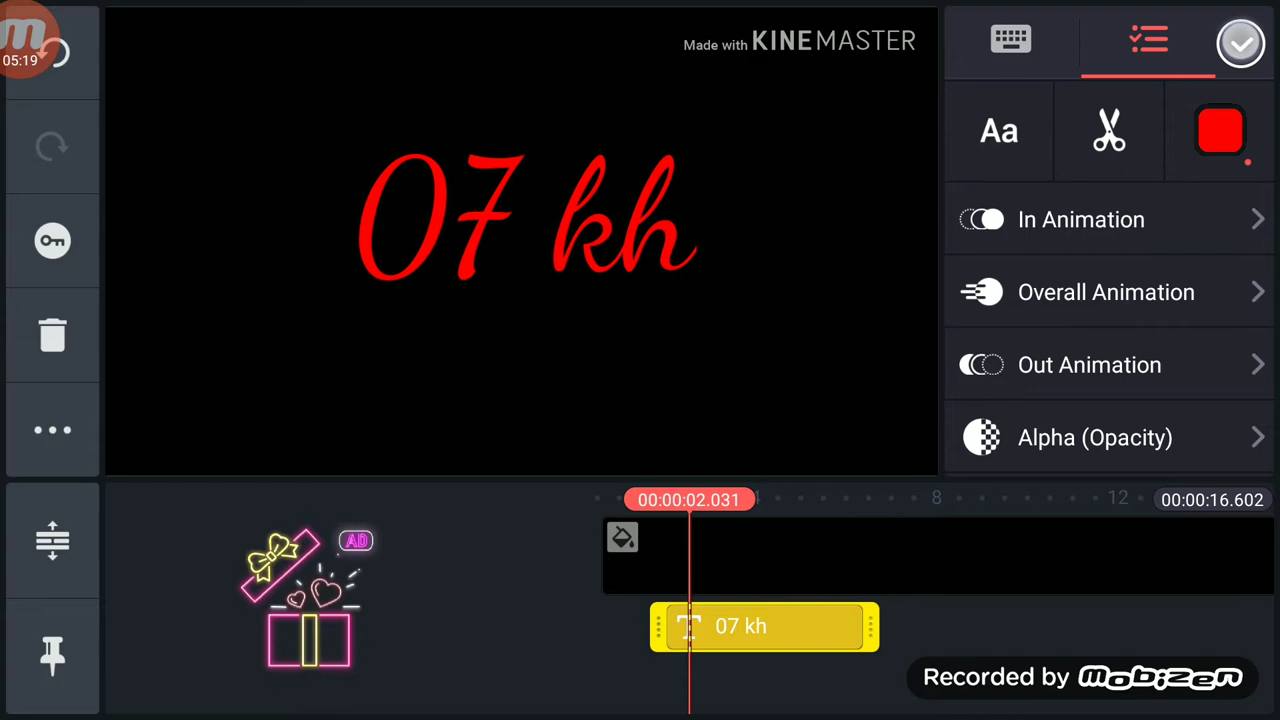 05:19
Made with KINEMASTER
07 kh
Aa
In Animation
Overall Animation
Out Animation
Alpha (Opacity)
00:00:02.031
4
8
12
00:00:16.602
AD
T 07 kh
Recorded by mobizen